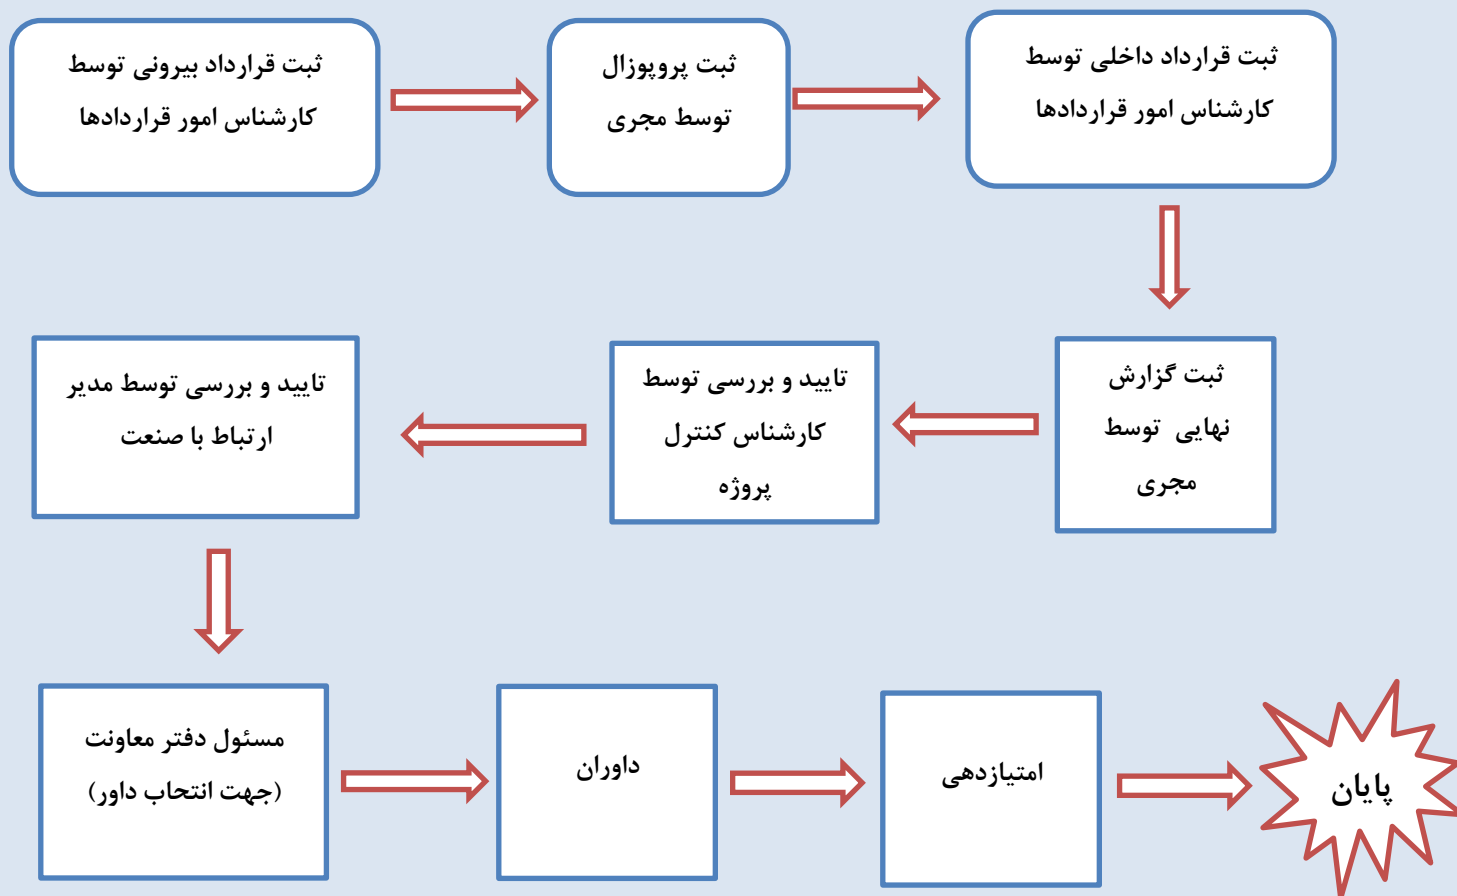 ثبت قرارداد بیرونی توسط
کارشناس امور قراردادها
ثبت پروپوزال
توسط مجری
ثبت قرارداد داخلی توسط
کارشناس امور قراردادها
ثبت گزارش
نهایی توسط
مجری
تایید و بررسی توسط
کارشناس کنترل
پروژه
تایید و بررسی توسط مدیر
ارتباط با صنعت
مسئول دفتر معاونت
(جهت انتحاب داور)
داوران
امتیازدهی
پایان